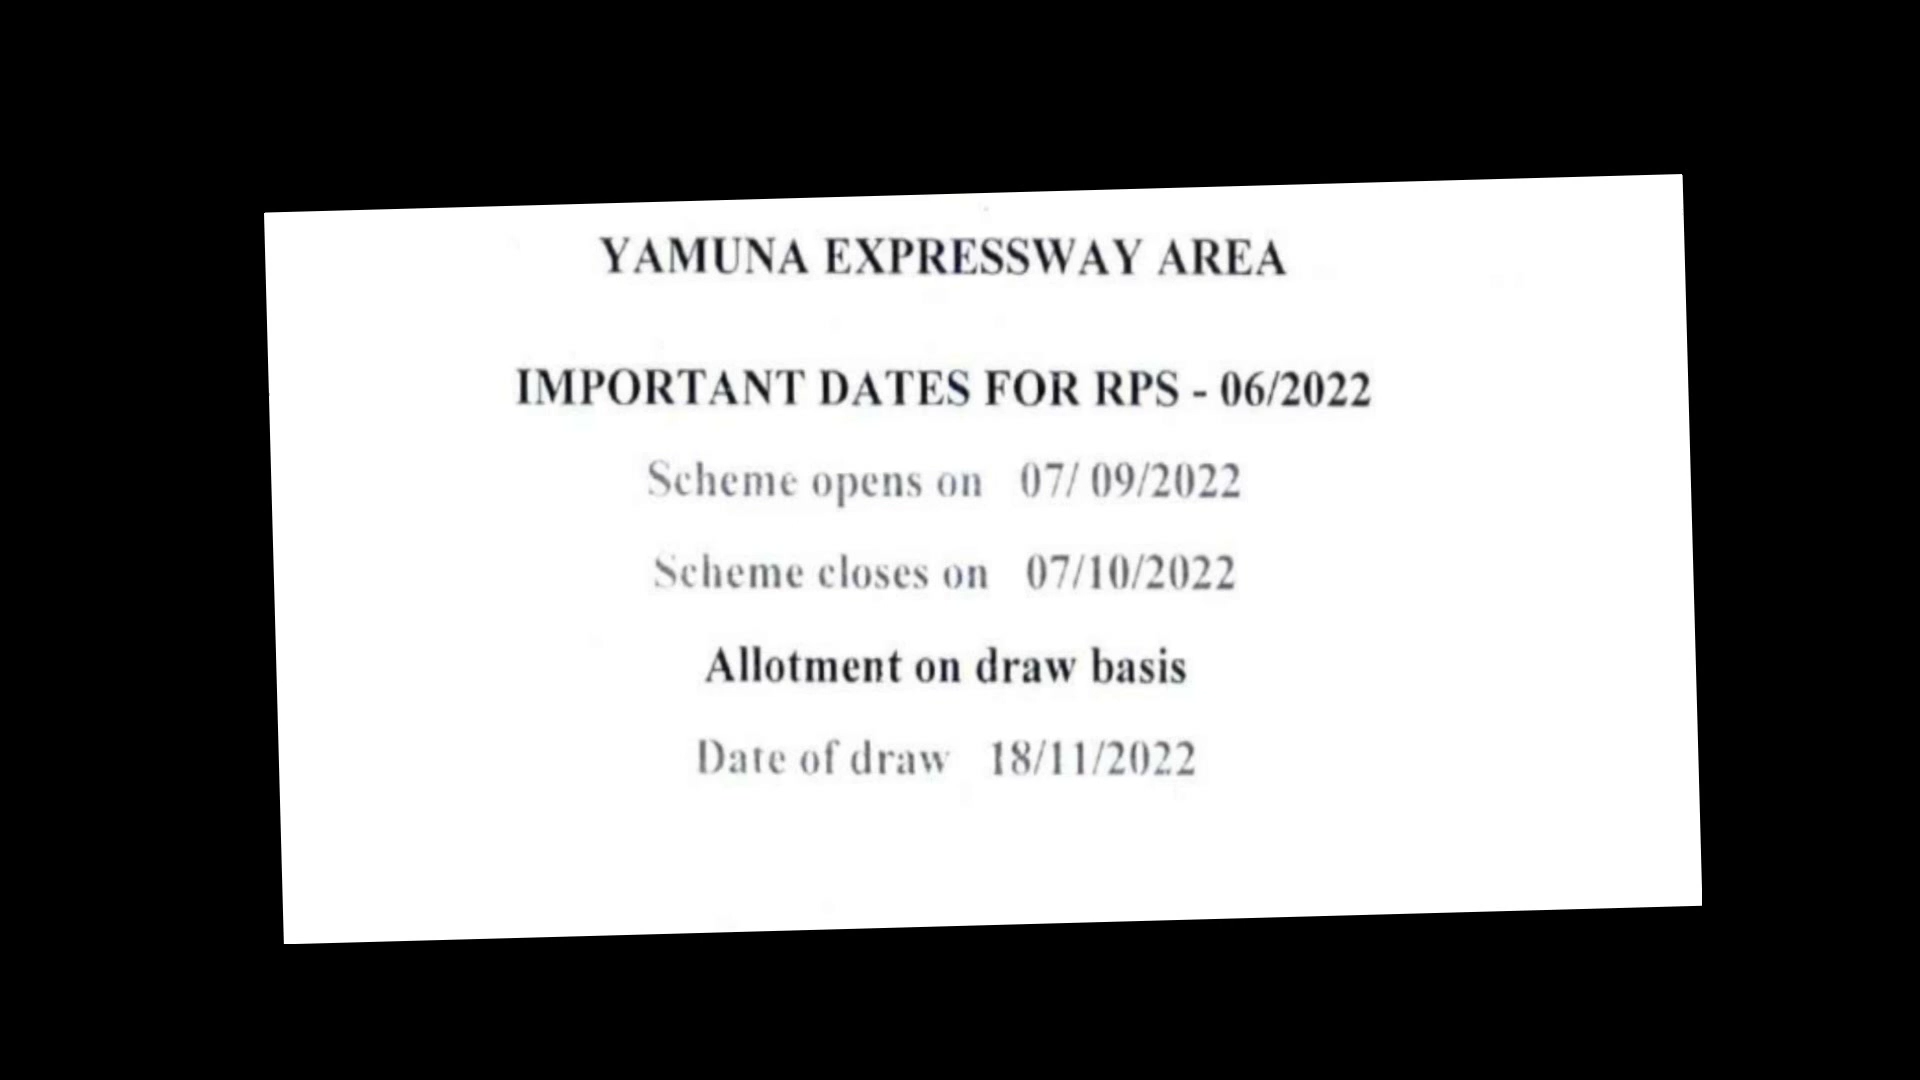 YAMUNA EXPRESSWAY AREA
IMPORTANT DATES FOR RPS - 06/2022
Scheme opens on 07/ 09/2022
Scheme closes on 07/10/2022
Allotment on draw basis
Date of draw 18/11/2022